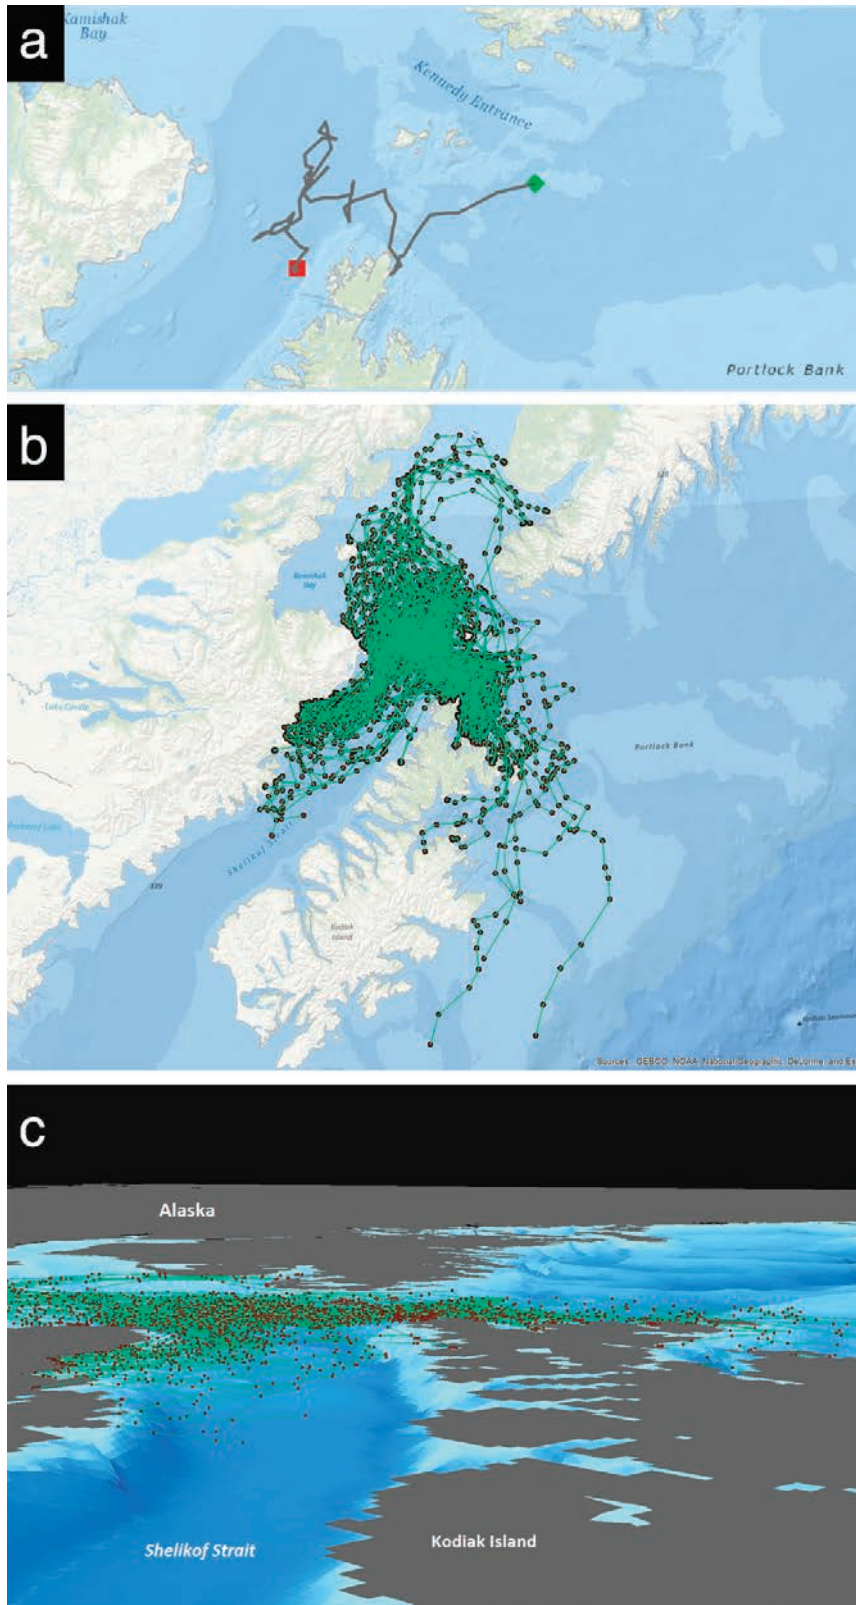 a
Kamishak
Bay
Kennedy Entrance
Portlock Bank
b
Kamishak
Bay
Portlock Bank
Shelikof Strait
Kodiak
Island
Sources: GEBCO, NOAA, National Geographic, DeLorme, and Es
c
Alaska
Shelikof Strait
Kodiak Island